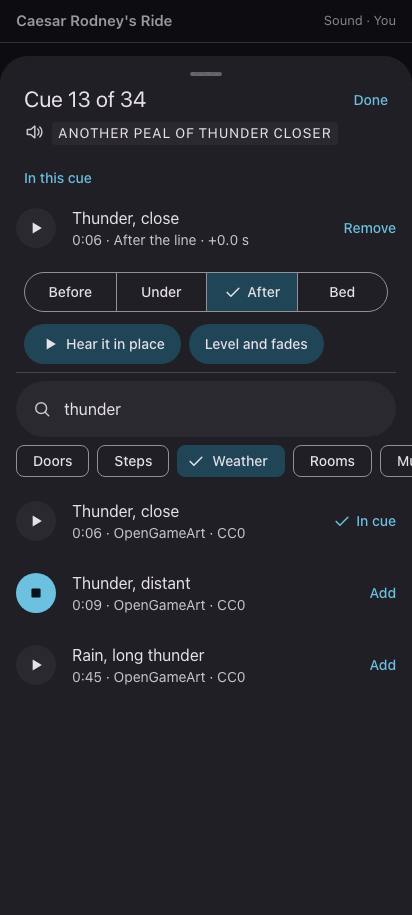 Caesar Rodney's Ride
Sound · You
Cue 13 of 34
Done
ANOTHER PEAL OF THUNDER CLOSER
In this cue
Thunder, close
0:06 · After the line · +0.0 s
Remove
Before
Under
After
Bed
Hear it in place
Level and fades
thunder
Doors
Steps
Weather
Rooms
Mu
Thunder, close
0:06 · OpenGameArt · CC0
In cue
Thunder, distant
0:09 · OpenGameArt · CC0
Add
Rain, long thunder
0:45 · OpenGameArt · CC0
Add